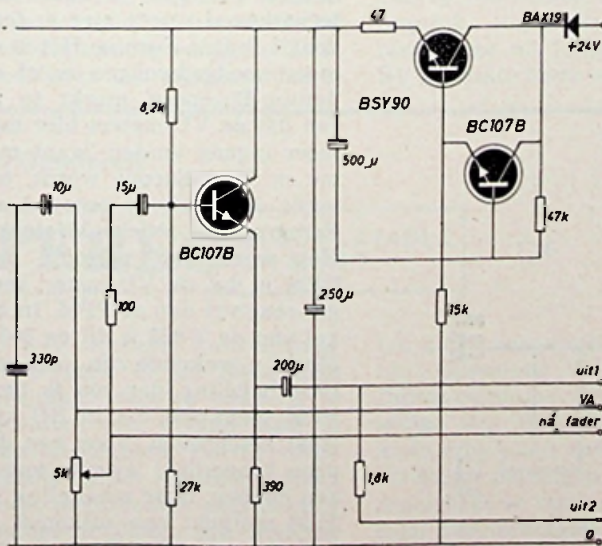 47
BAX19
+24V
8,2k
BSY90
BC107B
500µ
10µ
15µ
47k
BC107B
100
250µ
15k
330p
200µ
uit1
VA
ná fader
5k
27k
390
1,8k
uit2
0